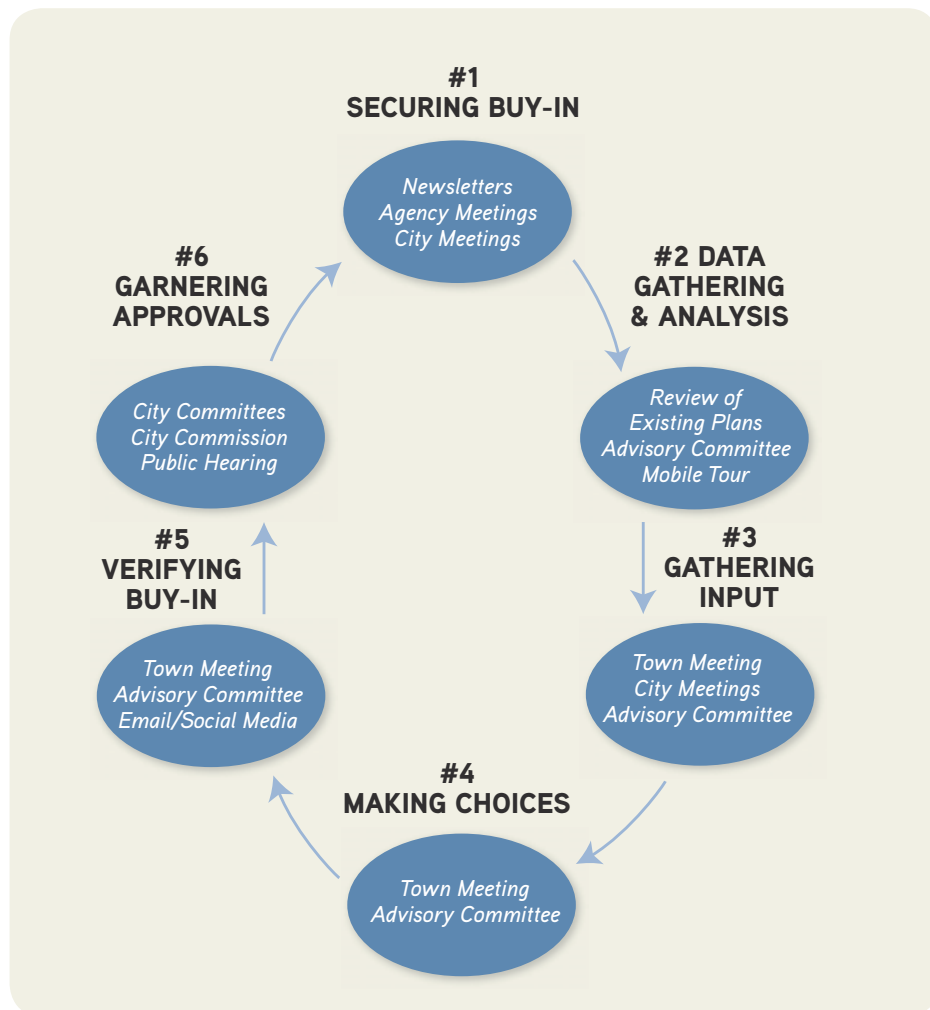 #1
SECURING BUY-IN
Newsletters
Agency Meetings
City Meetings
#2 DATA
GATHERING
& ANALYSIS
Review of
Existing Plans
Advisory Committee
Mobile Tour
#3
GATHERING
INPUT
Town Meeting
City Meetings
Advisory Committee
#4
MAKING CHOICES
Town Meeting
Advisory Committee
#5
VERIFYING
BUY-IN
Town Meeting
Advisory Committee
Email/Social Media
#6
GARNERING
APPROVALS
City Committees
City Commission
Public Hearing